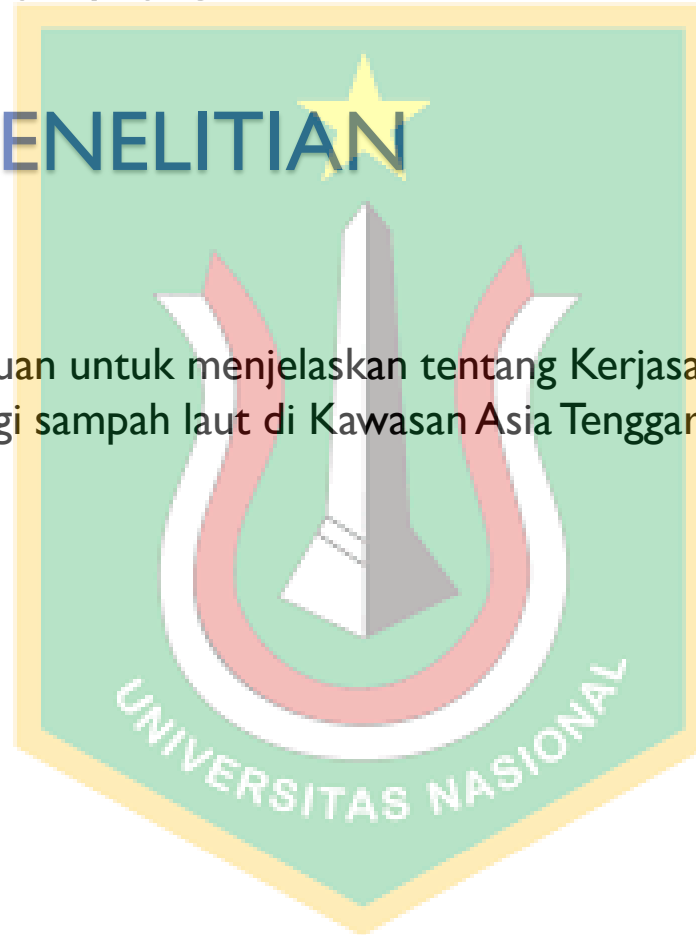 ENELITIAN
uan untuk menjelaskan tentang Kerjasa
gi sampah laut di Kawasan Asia Tenggar
UNIVERSITAS NASIONAL